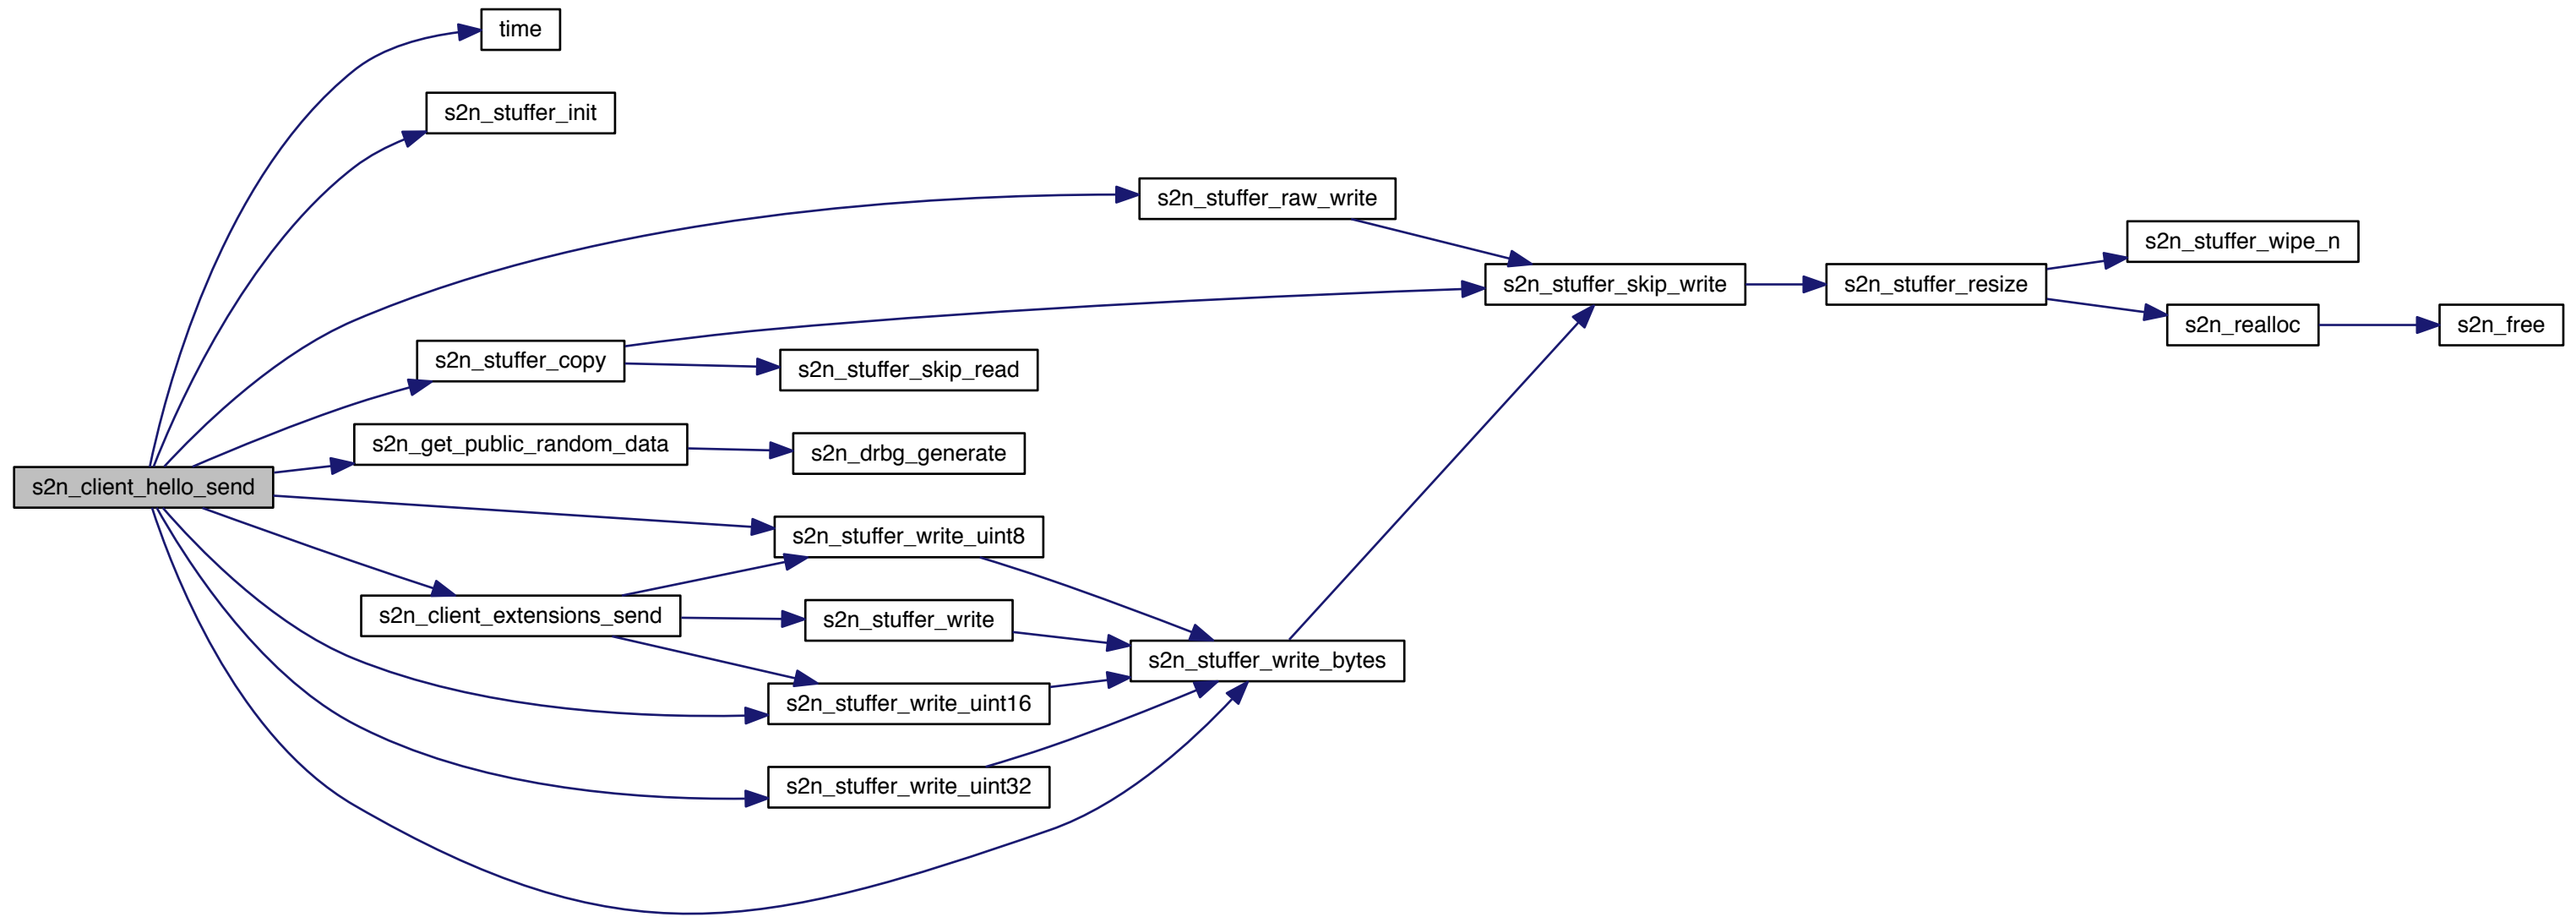 time
s2n_stuffer_init
s2n_stuffer_raw_write
s2n_stuffer_wipe_n
s2n_stuffer_skip_write
s2n_stuffer_resize
s2n_realloc
s2n_free
s2n_stuffer_copy
s2n_stuffer_skip_read
s2n_get_public_random_data
s2n_drbg_generate
s2n_client_hello_send
s2n_stuffer_write_uint8
s2n_client_extensions_send
s2n_stuffer_write
s2n_stuffer_write_bytes
s2n_stuffer_write_uint16
s2n_stuffer_write_uint32